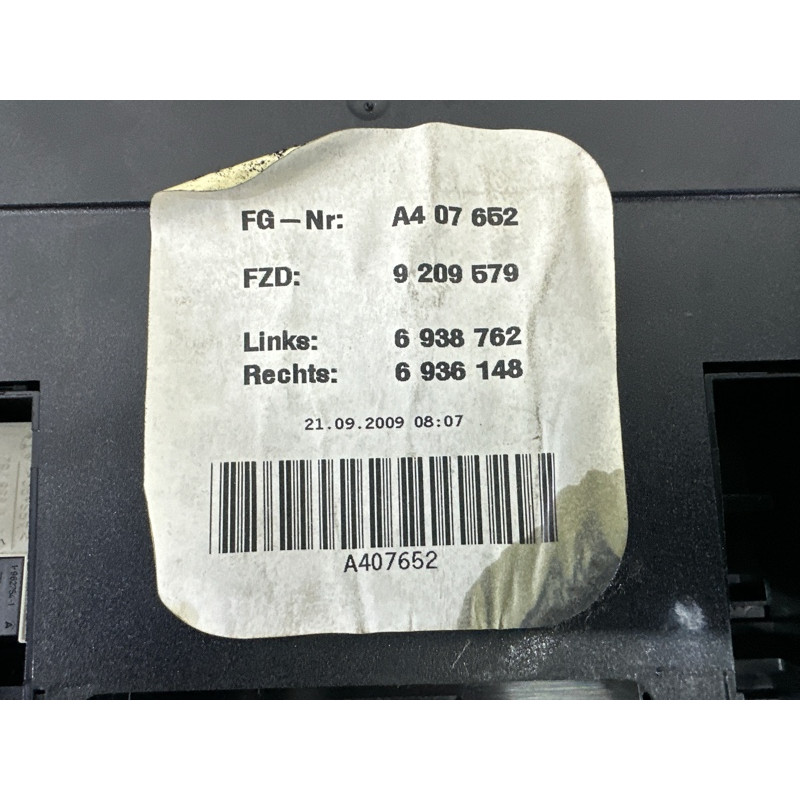 FG–Nr: A4 07 652
FZD: 9 209 579
Links: 6 938 762
Rechts: 6 936 148
21.09.2009 08:07
A407652